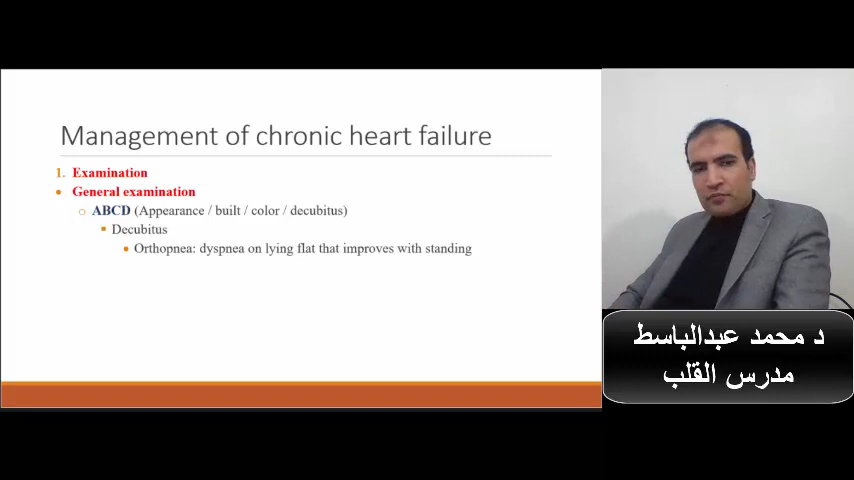 Management of chronic heart failure
1. Examination
• General examination
o ABCD (Appearance / built / color / decubitus)
▪ Decubitus
• Orthopnea: dyspnea on lying flat that improves with standing
د محمد عبدالباسط
مدرس القلب